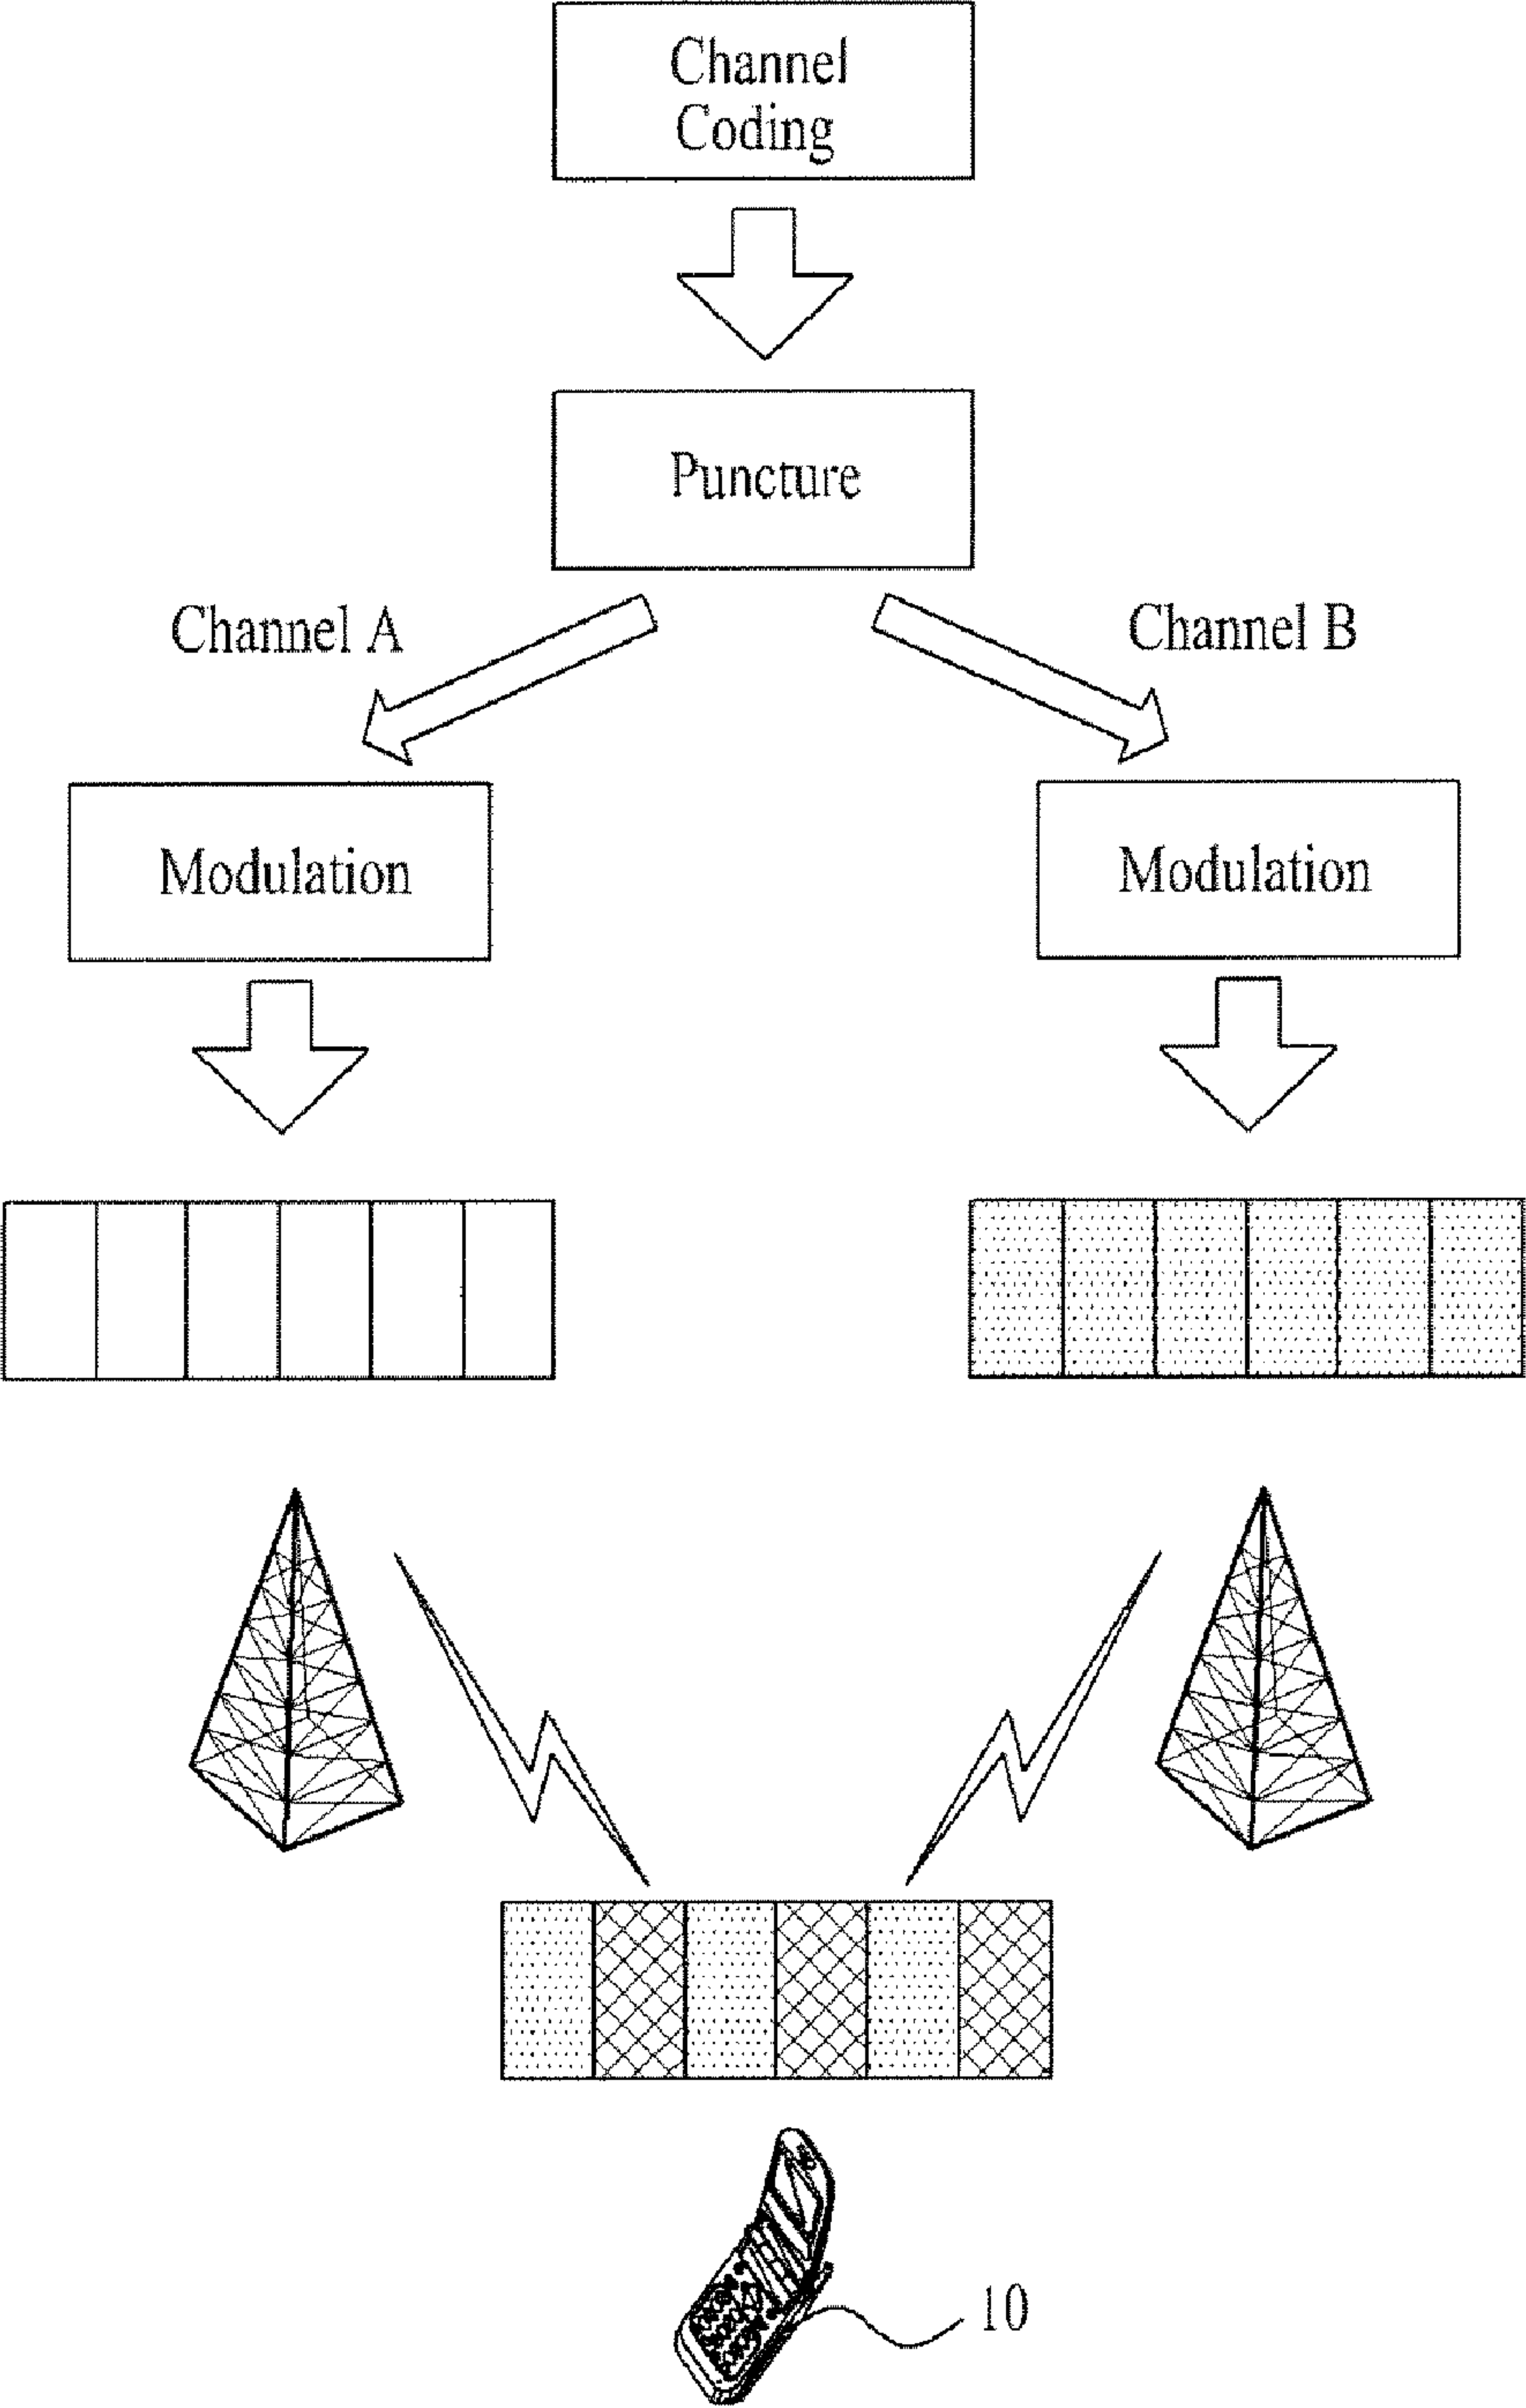 Channel
Coding
Puncture
Channel A
Channel B
Modulation
Modulation
10